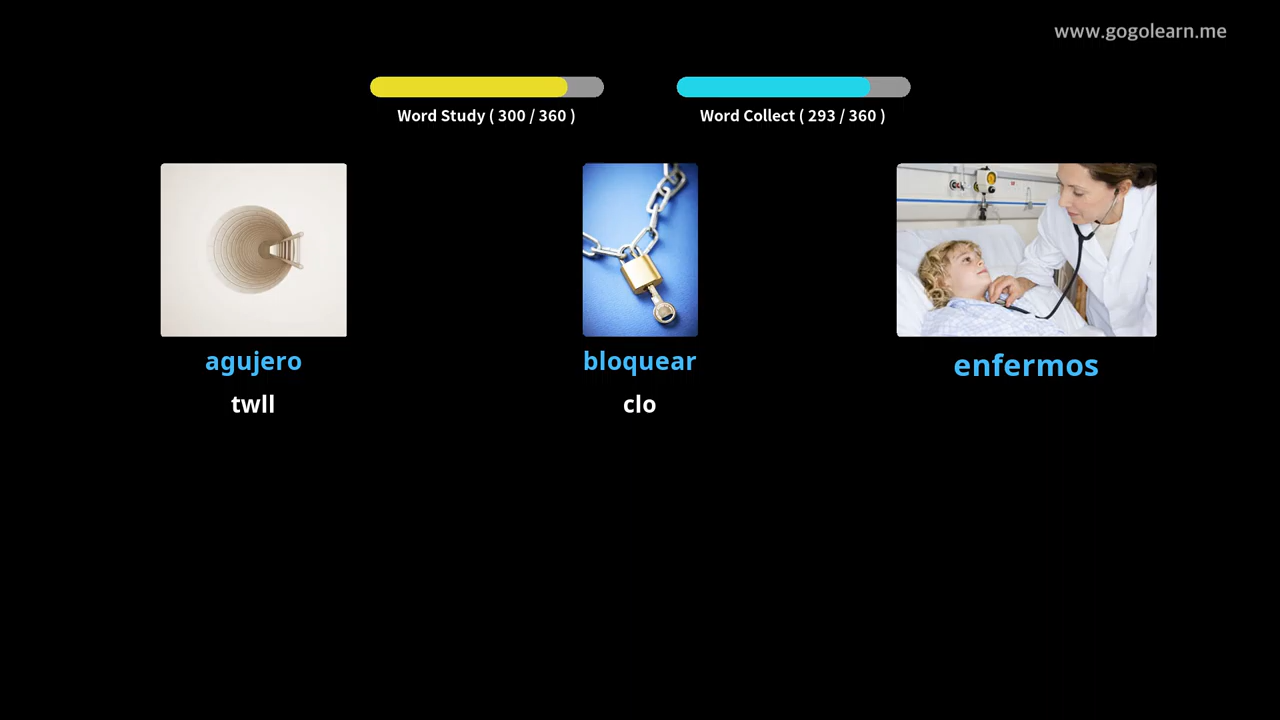 www.gogolearn.me
Word Study ( 300 / 360 )
Word Collect ( 293 / 360 )
agujero
bloquear
enfermos
twll
clo